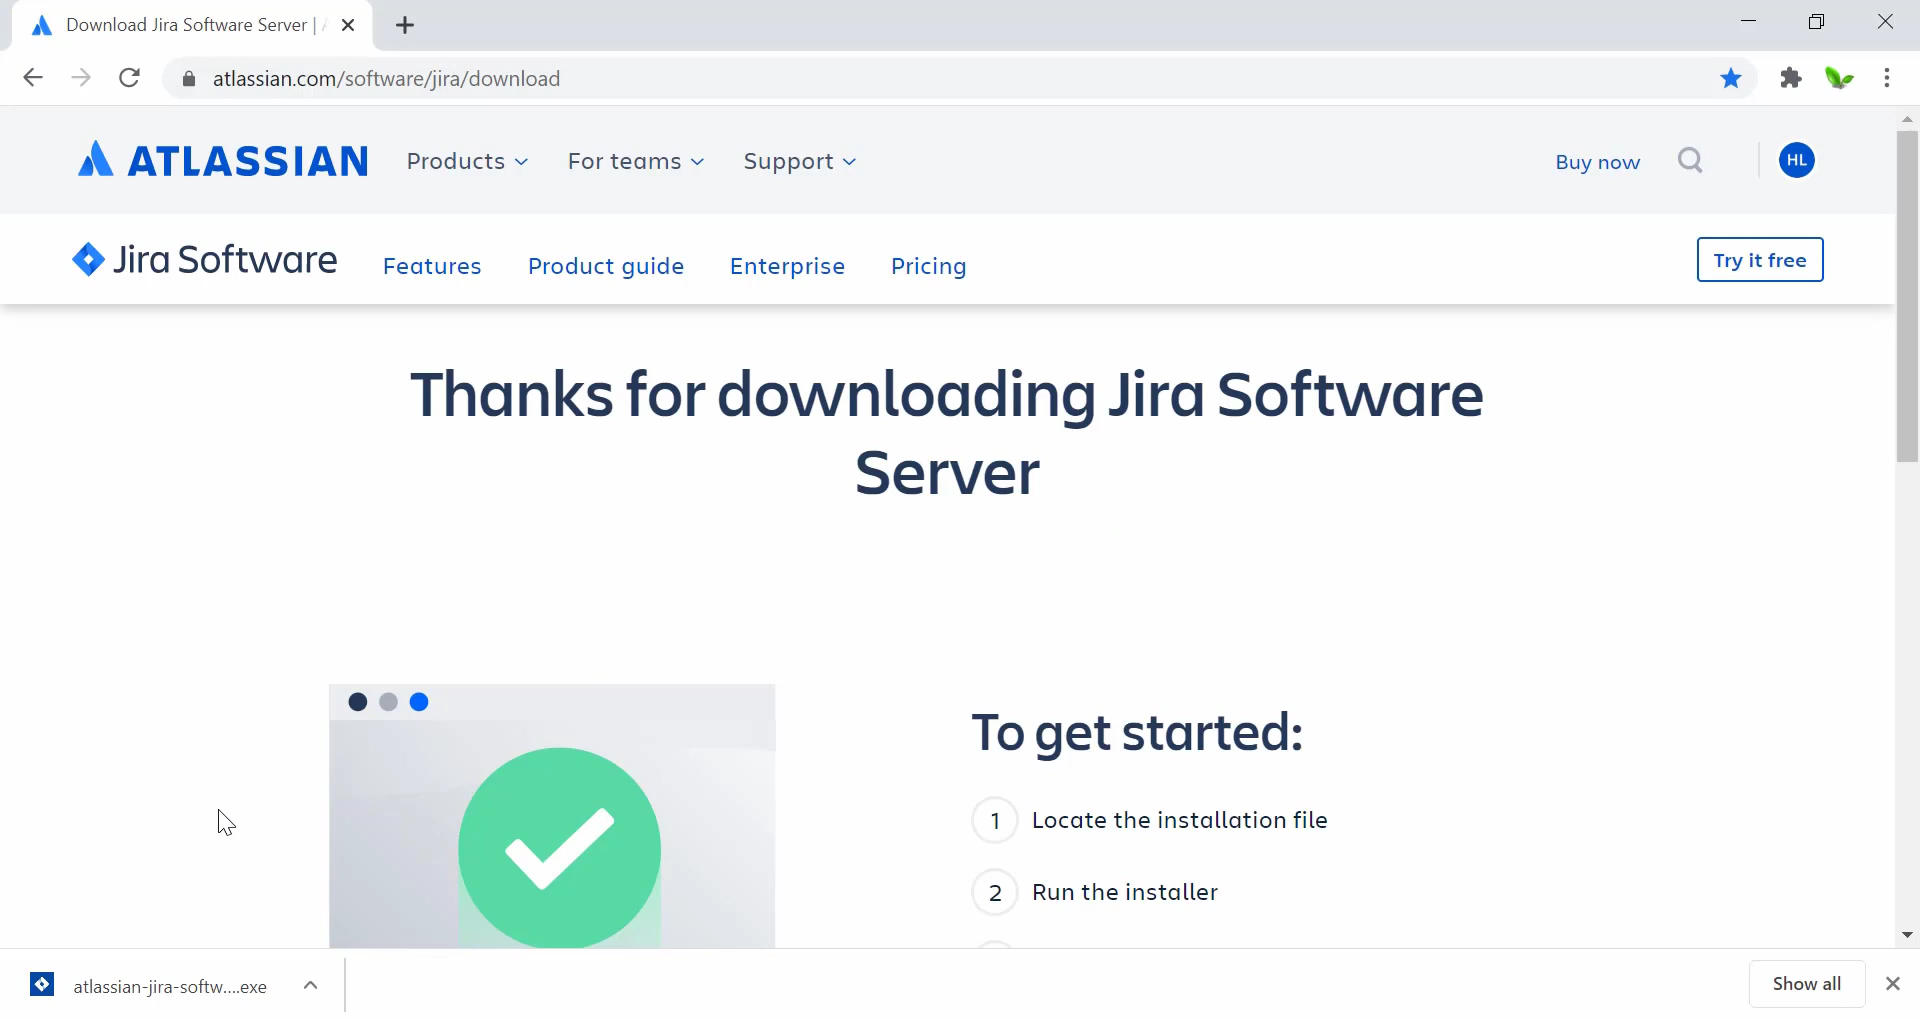 Download Jira Software Server |
atlassian.com/software/jira/download
ATLASSIAN Products For teams Support Buy now HL
Jira Software Features Product guide Enterprise Pricing Try it free
Thanks for downloading Jira Software
Server
To get started:
1 Locate the installation file
2 Run the installer
atlassian-jira-softw....exe Show all